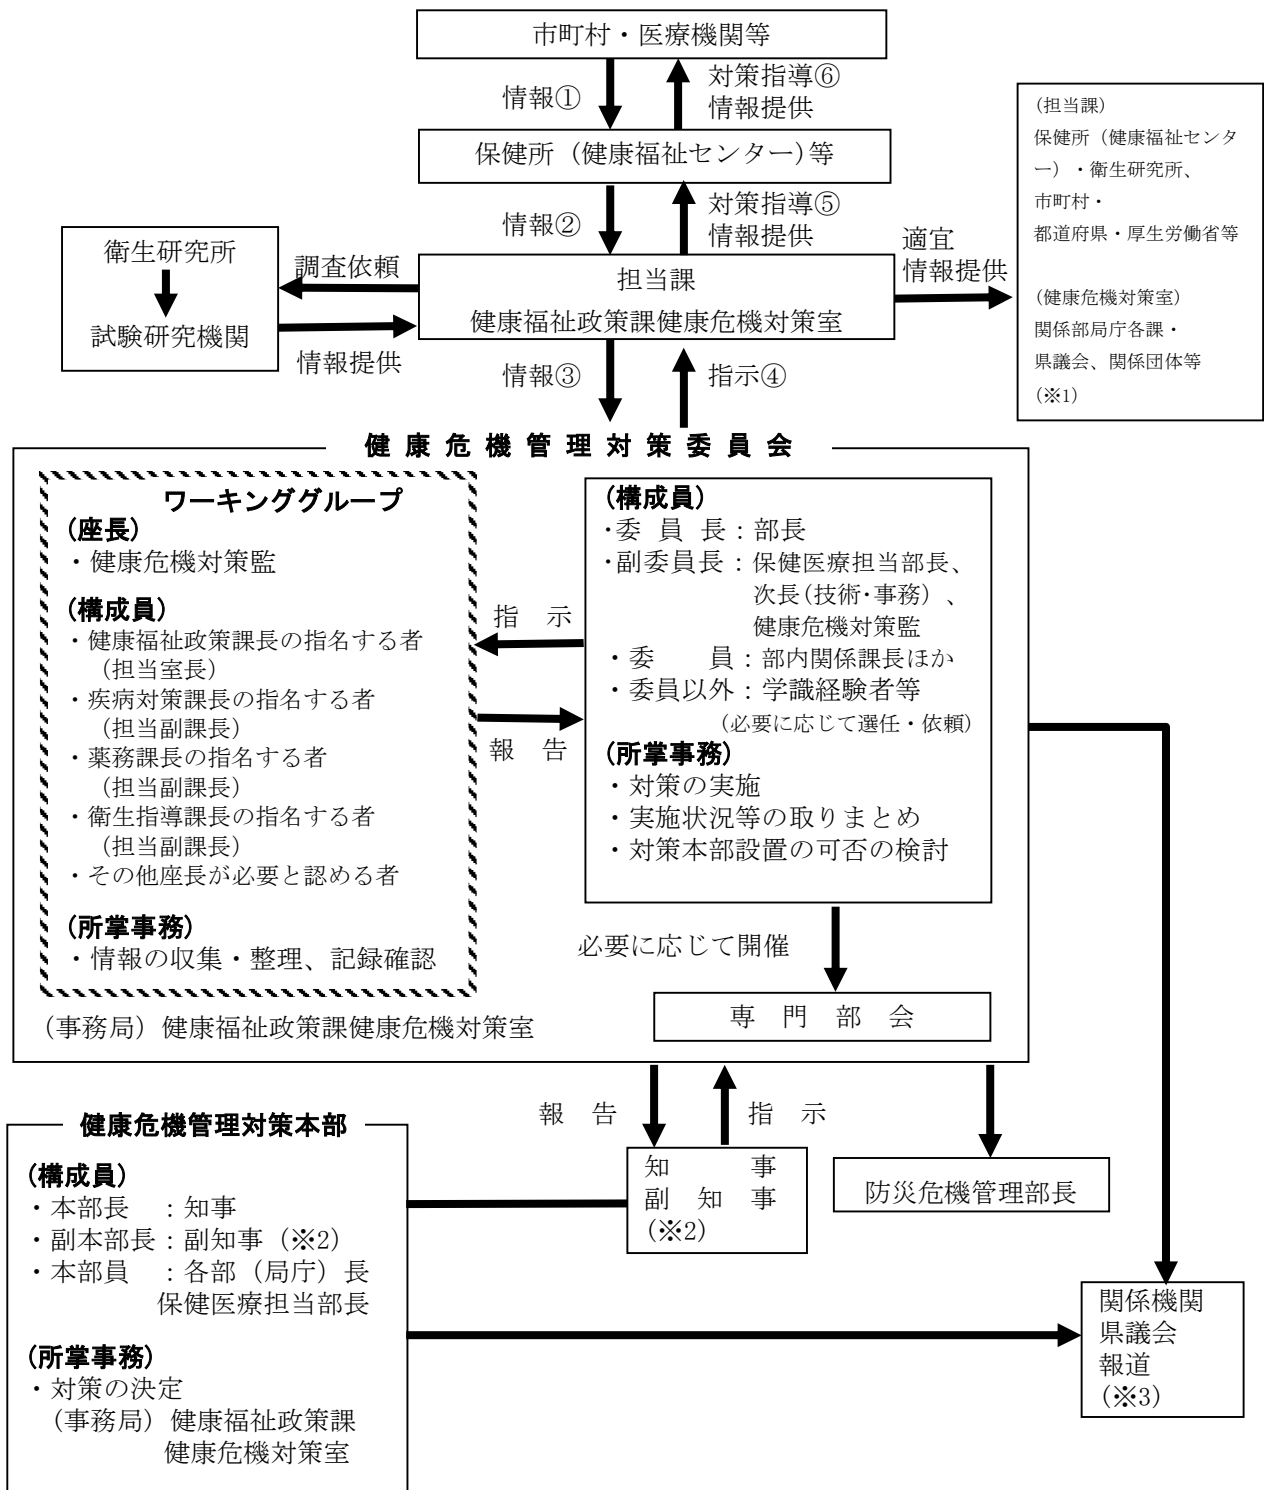 市町村・医療機関等
情報①
対策指導⑥
情報提供
保健所（健康福祉センター）等
情報②
対策指導⑤
情報提供
(担当課)
保健所（健康福祉センタ
ー）・衛生研究所、
市町村・
都道府県・厚生労働省等
(健康危機対策室)
関係部局庁各課・
県議会、関係団体等
(※1)
衛生研究所
試験研究機関
調査依頼
情報提供
担当課
健康福祉政策課健康危機対策室
適宜
情報提供
情報③
指示④
健康危機管理対策委員会
ワーキンググループ
(座長)
・健康危機対策監
(構成員)
・健康福祉政策課長の指名する者
（担当室長）
・疾病対策課長の指名する者
（担当副課長）
・薬務課長の指名する者
（担当副課長）
・衛生指導課長の指名する者
（担当副課長）
・その他座長が必要と認める者
(所掌事務)
・情報の収集・整理、記録確認
指　示
報　告
(構成員)
・委　員　長：部長
・副委員長：保健医療担当部長、
次長(技術・事務）、
健康危機対策監
・委　　員：部内関係課長ほか
・委員以外：学識経験者等
（必要に応じて選任・依頼）
(所掌事務)
・対策の実施
・実施状況等の取りまとめ
・対策本部設置の可否の検討
必要に応じて開催
専　門　部　会
（事務局）健康福祉政策課健康危機対策室
報　告
指　示
健康危機管理対策本部
(構成員)
・本部長　：知事
・副本部長：副知事（※2）
・本部員　：各部（局庁）長
保健医療担当部長
(所掌事務)
・対策の決定
（事務局）健康福祉政策課
健康危機対策室
知　　　事
副　知　事
(※2)
防災危機管理部長
関係機関
県議会
報道
(※3)